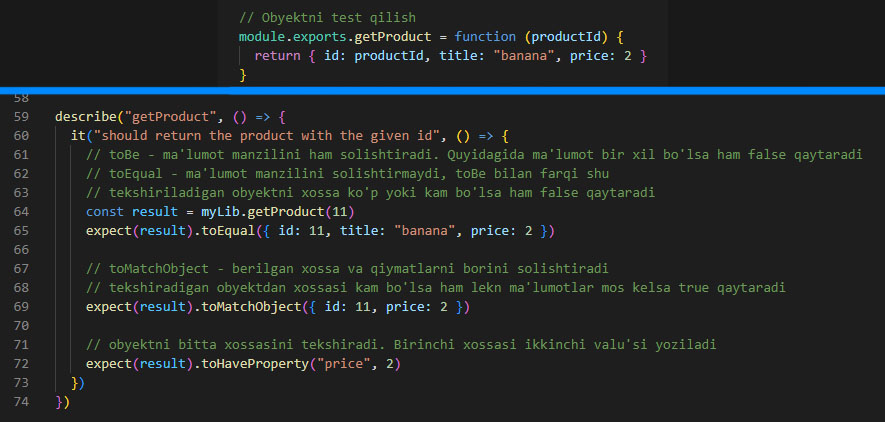 // Obyektni test qilish
module.exports.getProduct = function (productId) {
return { id: productId, title: "banana", price: 2 }
}
58
59 describe("getProduct", () => {
60 it("should return the product with the given id", () => {
61 // toBe - ma'lumot manzilini ham solishtiradi. Quyidagida ma'lumot bir xil bo'lsa ham false qaytaradi
62 // toEqual - ma'lumot manzilini solishtirmaydi, toBe bilan farqi shu
63 // tekshiriladigan obyektni xossa ko'p yoki kam bo'lsa ham false qaytaradi
64 const result = myLib.getProduct(11)
65 expect(result).toEqual({ id: 11, title: "banana", price: 2 })
66
67 // toMatchObject - berilgan xossa va qiymatlarni borini solishtiradi
68 // tekshiradigan obyektdan xossasi kam bo'lsa ham lekn ma'lumotlar mos kelsa true qaytaradi
69 expect(result).toMatchObject({ id: 11, price: 2 })
70
71 // obyektni bitta xossasini tekshiradi. Birinchi xossasi ikkinchi valu'si yoziladi
72 expect(result).toHaveProperty("price", 2)
73 })
74 })